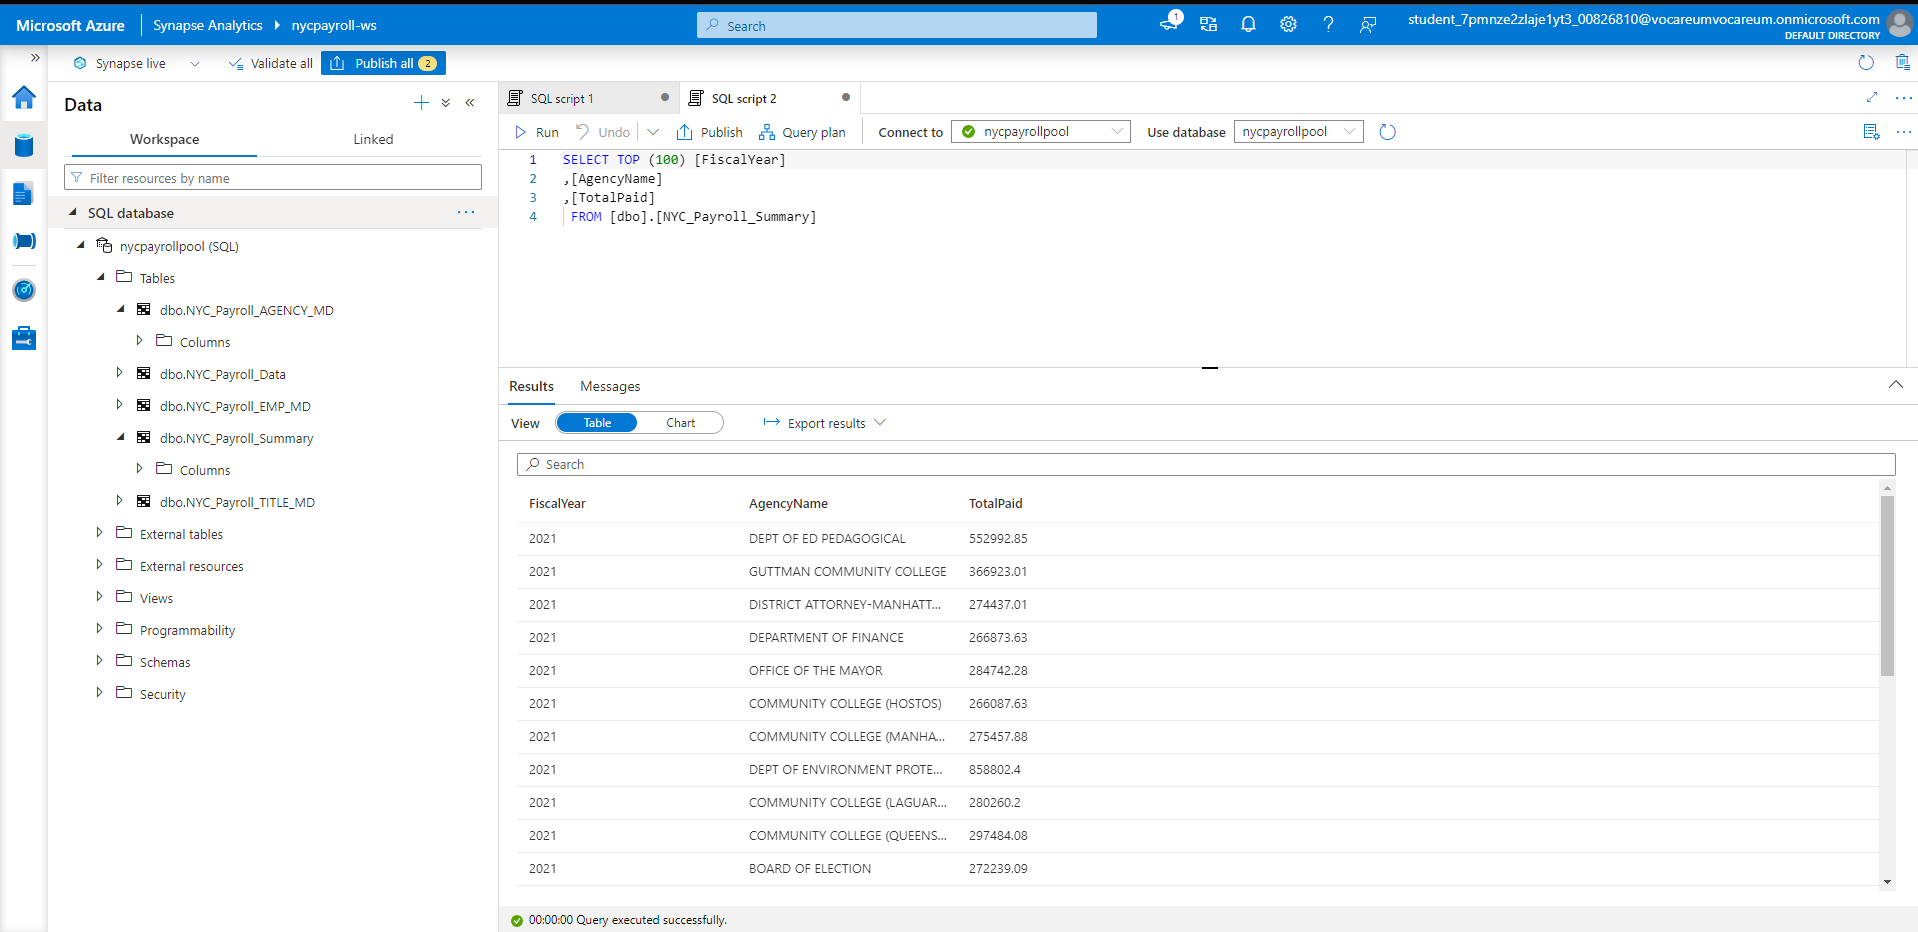 Microsoft Azure
Synapse Analytics
nycpayroll-ws
Search
1
student_7pmnze2zlaje1yt3_00826810@vocareumvocareum.onmicrosoft.com
DEFAULT DIRECTORY
Synapse live
Validate all
Publish all 2
Data
Workspace
Linked
Filter resources by name
SQL database
nycpayrollpool (SQL)
Tables
dbo.NYC_Payroll_AGENCY_MD
Columns
dbo.NYC_Payroll_Data
dbo.NYC_Payroll_EMP_MD
dbo.NYC_Payroll_Summary
Columns
dbo.NYC_Payroll_TITLE_MD
External tables
External resources
Views
Programmability
Schemas
Security
SQL script 1
SQL script 2
Run
Undo
Publish
Query plan
Connect to
nycpayrollpool
Use database
nycpayrollpool
1 SELECT TOP (100) [FiscalYear]
2 ,[AgencyName]
3 ,[TotalPaid]
4 FROM [dbo].[NYC_Payroll_Summary]
Results
Messages
View
Table
Chart
Export results
Search
FiscalYear AgencyName TotalPaid
2021 DEPT OF ED PEDAGOGICAL 552992.85
2021 GUTTMAN COMMUNITY COLLEGE 366923.01
2021 DISTRICT ATTORNEY-MANHATT... 274437.01
2021 DEPARTMENT OF FINANCE 266873.63
2021 OFFICE OF THE MAYOR 284742.28
2021 COMMUNITY COLLEGE (HOSTOS) 266087.63
2021 COMMUNITY COLLEGE (MANHA... 275457.88
2021 DEPT OF ENVIRONMENT PROTE... 858802.4
2021 COMMUNITY COLLEGE (LAGUAR... 280260.2
2021 COMMUNITY COLLEGE (QUEENS... 297484.08
2021 BOARD OF ELECTION 272239.09
00:00:00 Query executed successfully.